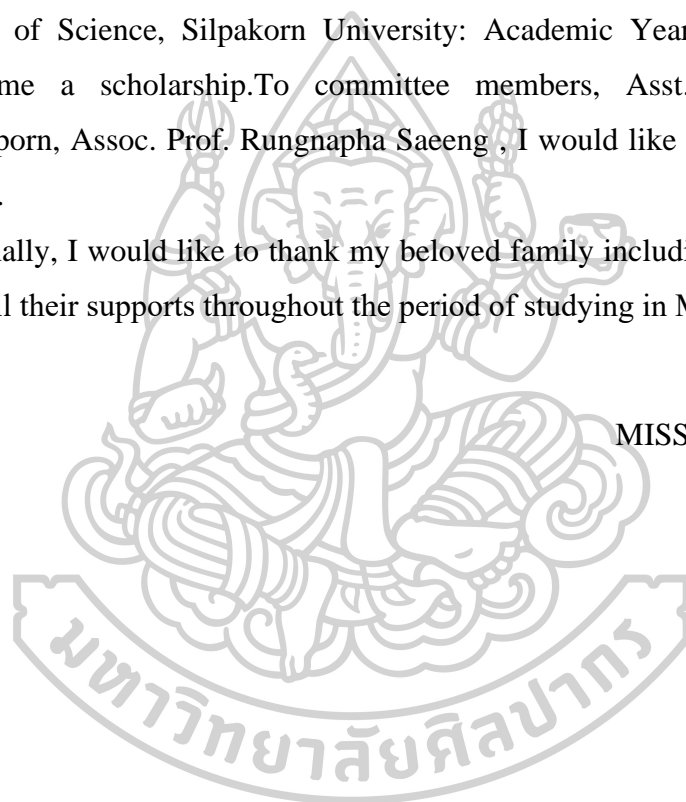 of Science, Silpakorn University: Academic Year
me a scholarship.To committee members, Asst.
porn, Assoc. Prof. Rungnapha Saeeng , I would like
.
ally, I would like to thank my beloved family includi
ll their supports throughout the period of studying in M
MISS
มหาวิทยาลัยศิลปากร